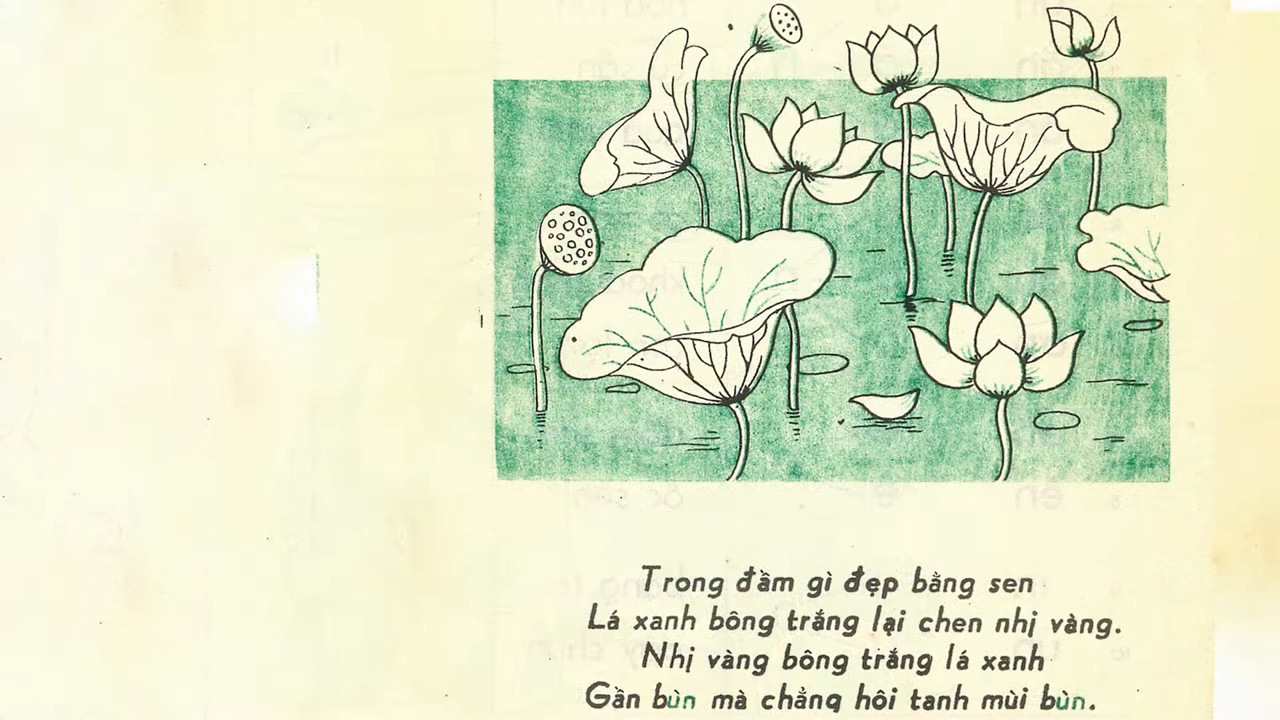 Trong đầm gì đẹp bằng sen
Lá xanh bông trắng lại chen nhị vàng.
Nhị vàng bông trắng lá xanh
Gần bùn mà chẳng hôi tanh mùi bùn.